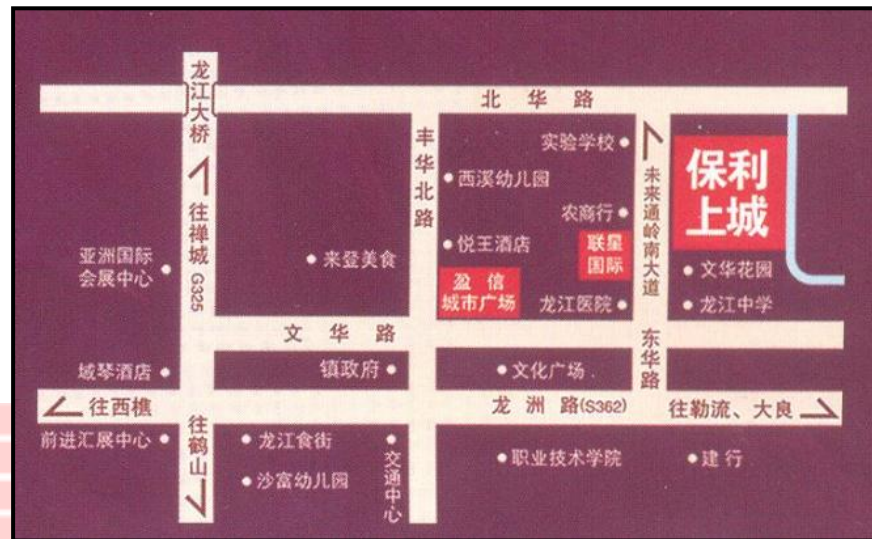 龙江大桥
北华路
丰华北路
实验学校
西溪幼儿园
农商行
悦王酒店
联星
国际
盈信
城市广场
龙江医院
未来通岭南大道
保利
上城
文华花园
龙江中学
往禅城
G325
亚洲国际
会展中心
来登美食
文华路
东华路
域琴酒店
镇政府
文化广场
往西樵
龙洲路(S362)
往勒流、大良
前进汇展中心
往鹤山
龙江食街
沙富幼儿园
交通中心
职业技术学院
建行